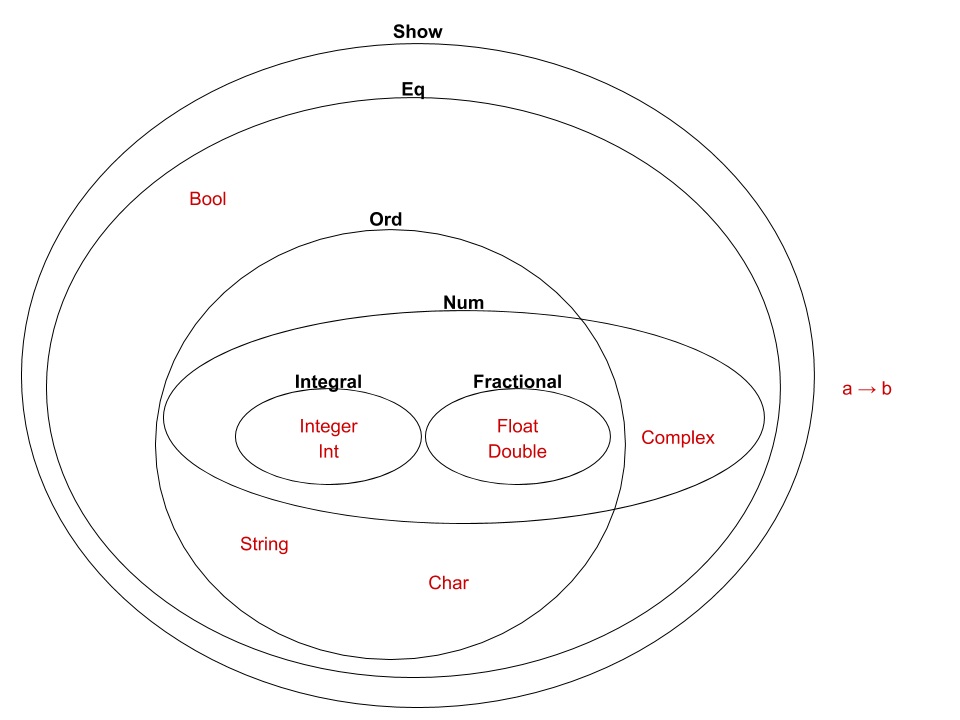 Show
Eq
Bool
Ord
Num
Integral
Fractional
Integer
Int
Float
Double
Complex
a → b
String
Char